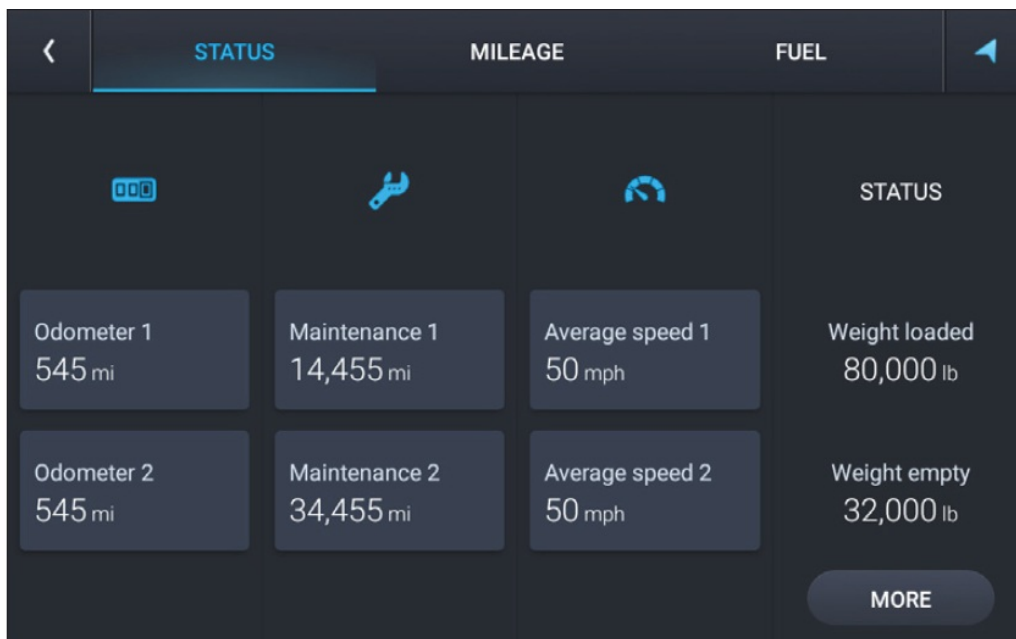 STATUS
MILEAGE
FUEL
STATUS
Odometer 1
545 mi
Maintenance 1
14,455 mi
Average speed 1
50 mph
Weight loaded
80,000 lb
Odometer 2
545 mi
Maintenance 2
34,455 mi
Average speed 2
50 mph
Weight empty
32,000 lb
MORE